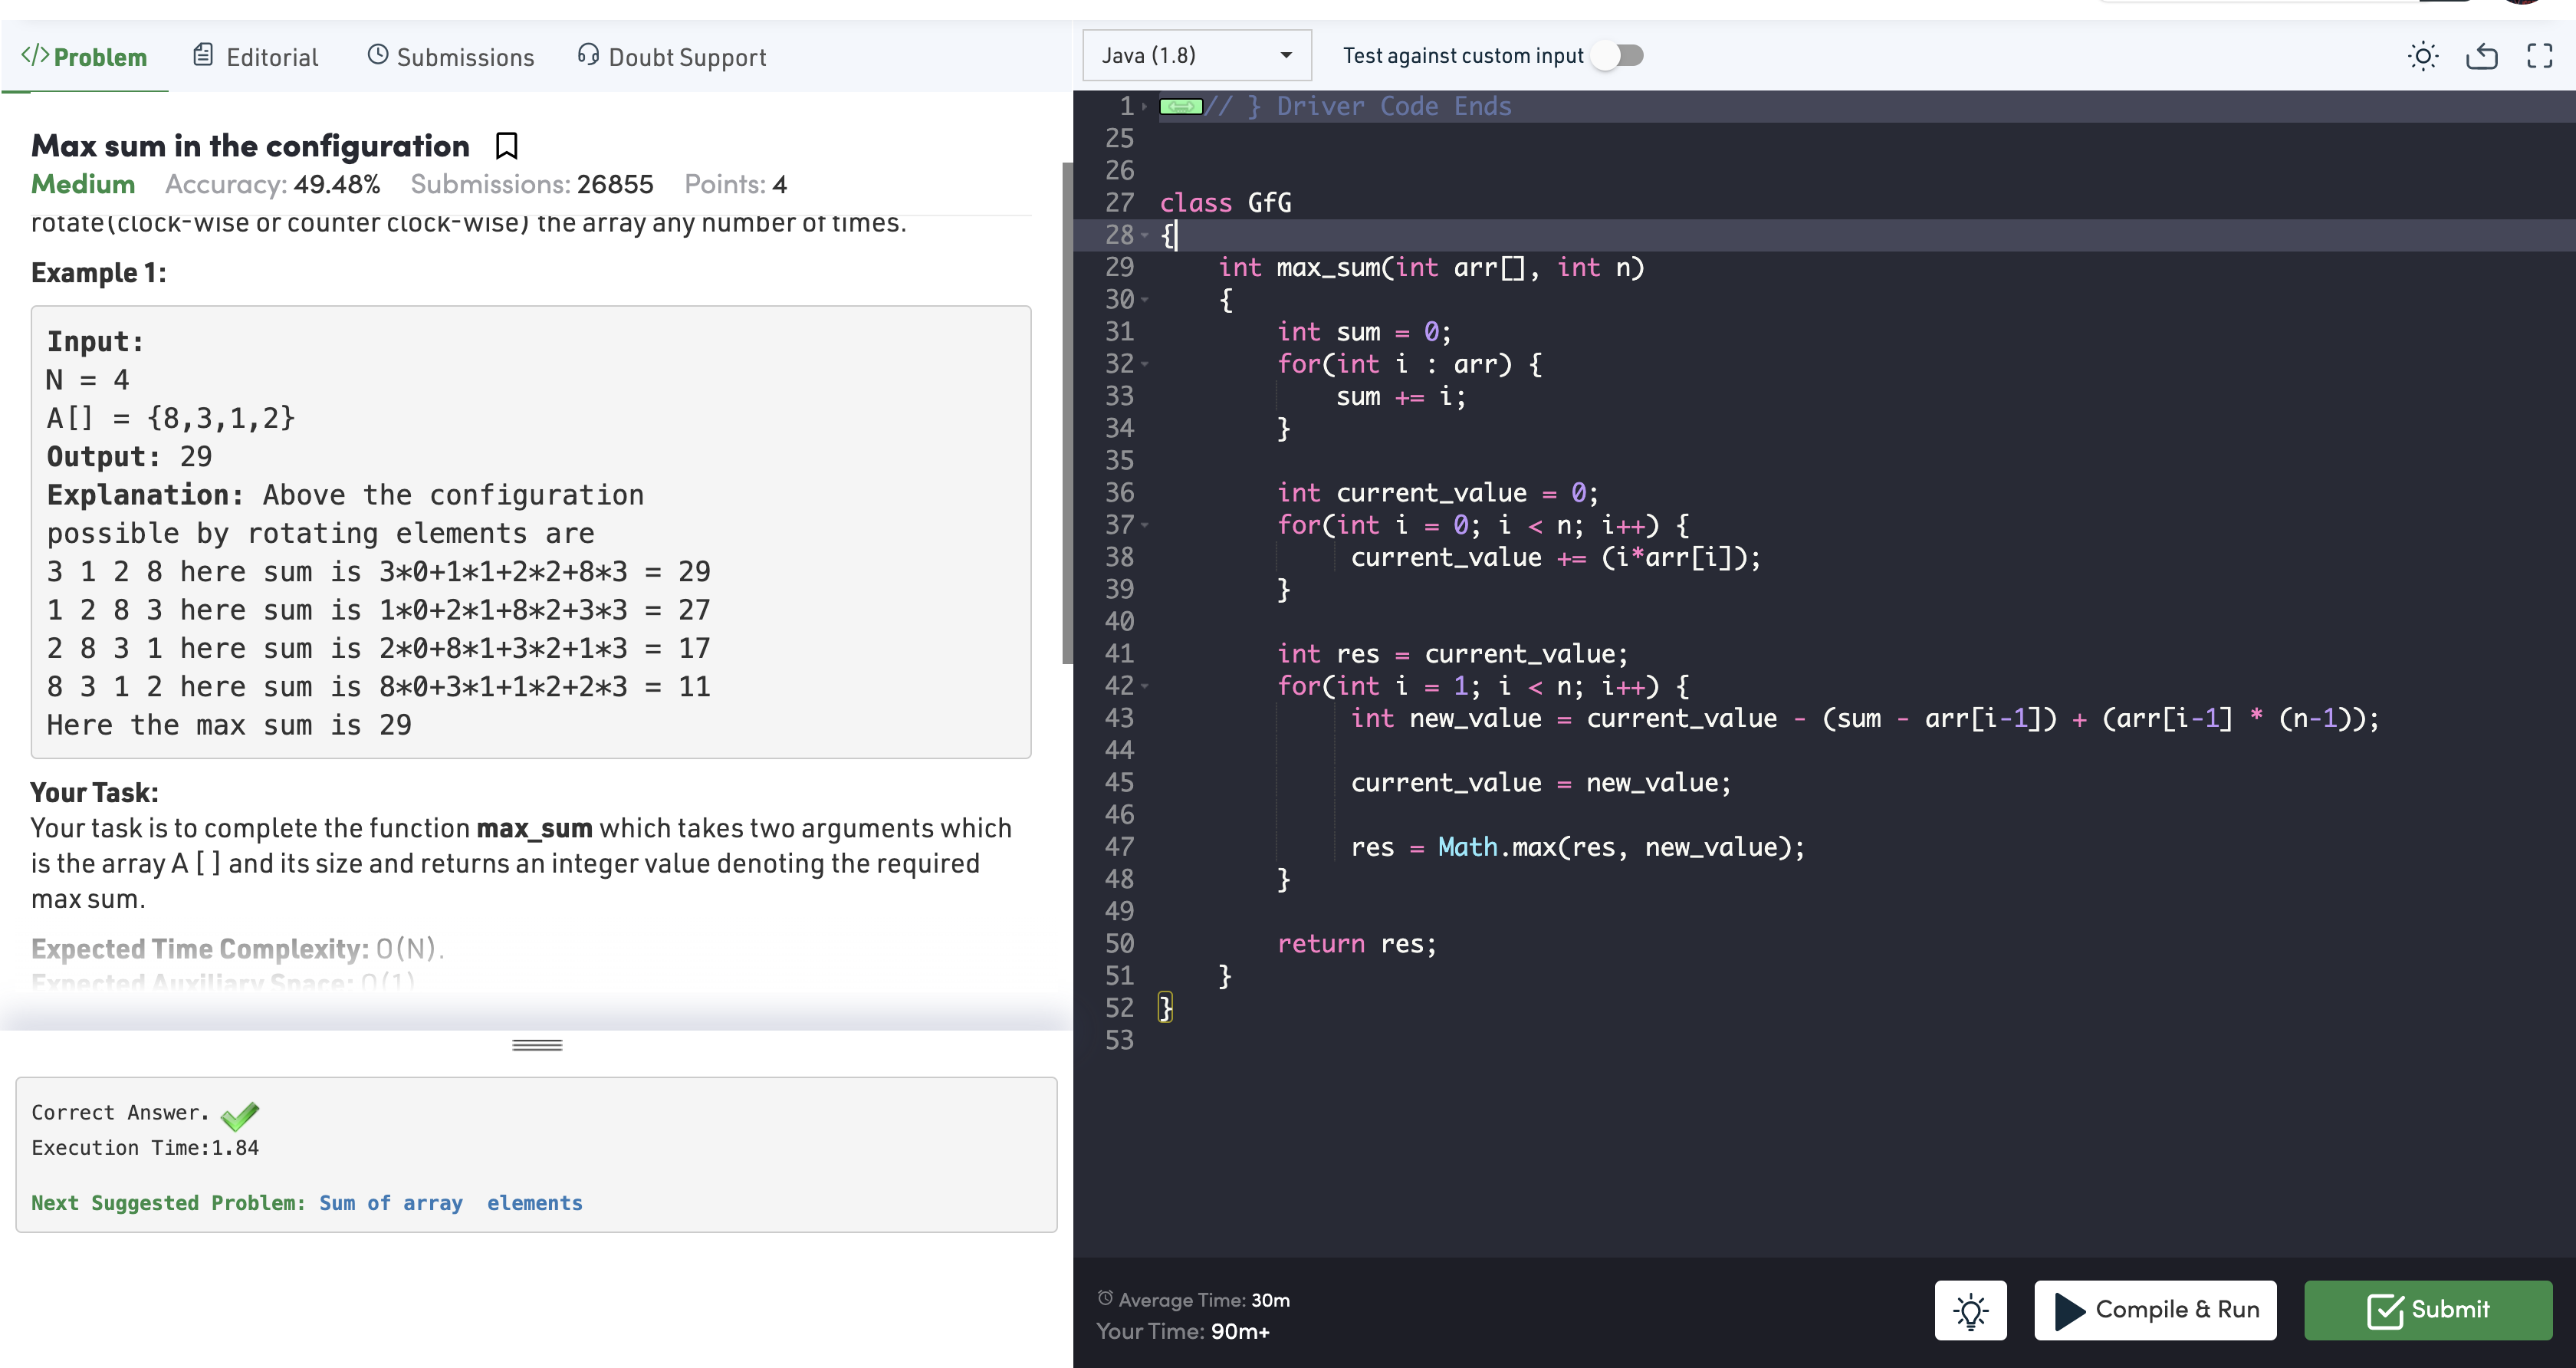 Problem
Editorial
Submissions
Doubt Support
Max sum in the configuration
Medium Accuracy: 49.48% Submissions: 26855 Points: 4
rotate(clock-wise or counter clock-wise) the array any number of times.
Example 1:
Input:
N = 4
A[] = {8,3,1,2}
Output: 29
Explanation: Above the configuration
possible by rotating elements are
3 1 2 8 here sum is 3*0+1*1+2*2+8*3 = 29
1 2 8 3 here sum is 1*0+2*1+8*2+3*3 = 27
2 8 3 1 here sum is 2*0+8*1+3*2+1*3 = 17
8 3 1 2 here sum is 8*0+3*1+1*2+2*3 = 11
Here the max sum is 29
Your Task:
Your task is to complete the function max_sum which takes two arguments which
is the array A [ ] and its size and returns an integer value denoting the required
max sum.
Expected Time Complexity: O(N).
Expected Auxiliary Space: O(1)
Correct Answer.
Execution Time:1.84
Next Suggested Problem: Sum of array elements
Java (1.8)
Test against custom input
1 // } Driver Code Ends
25
26
27 class GfG
28 {
29 int max_sum(int arr[], int n)
30 {
31 int sum = 0;
32 for(int i : arr) {
33 sum += i;
34 }
35
36 int current_value = 0;
37 for(int i = 0; i < n; i++) {
38 current_value += (i*arr[i]);
39 }
40
41 int res = current_value;
42 for(int i = 1; i < n; i++) {
43 int new_value = current_value - (sum - arr[i-1]) + (arr[i-1] * (n-1));
44
45 current_value = new_value;
46
47 res = Math.max(res, new_value);
48 }
49
50 return res;
51 }
52 }
53
Average Time: 30m
Your Time: 90m+
Compile & Run
Submit